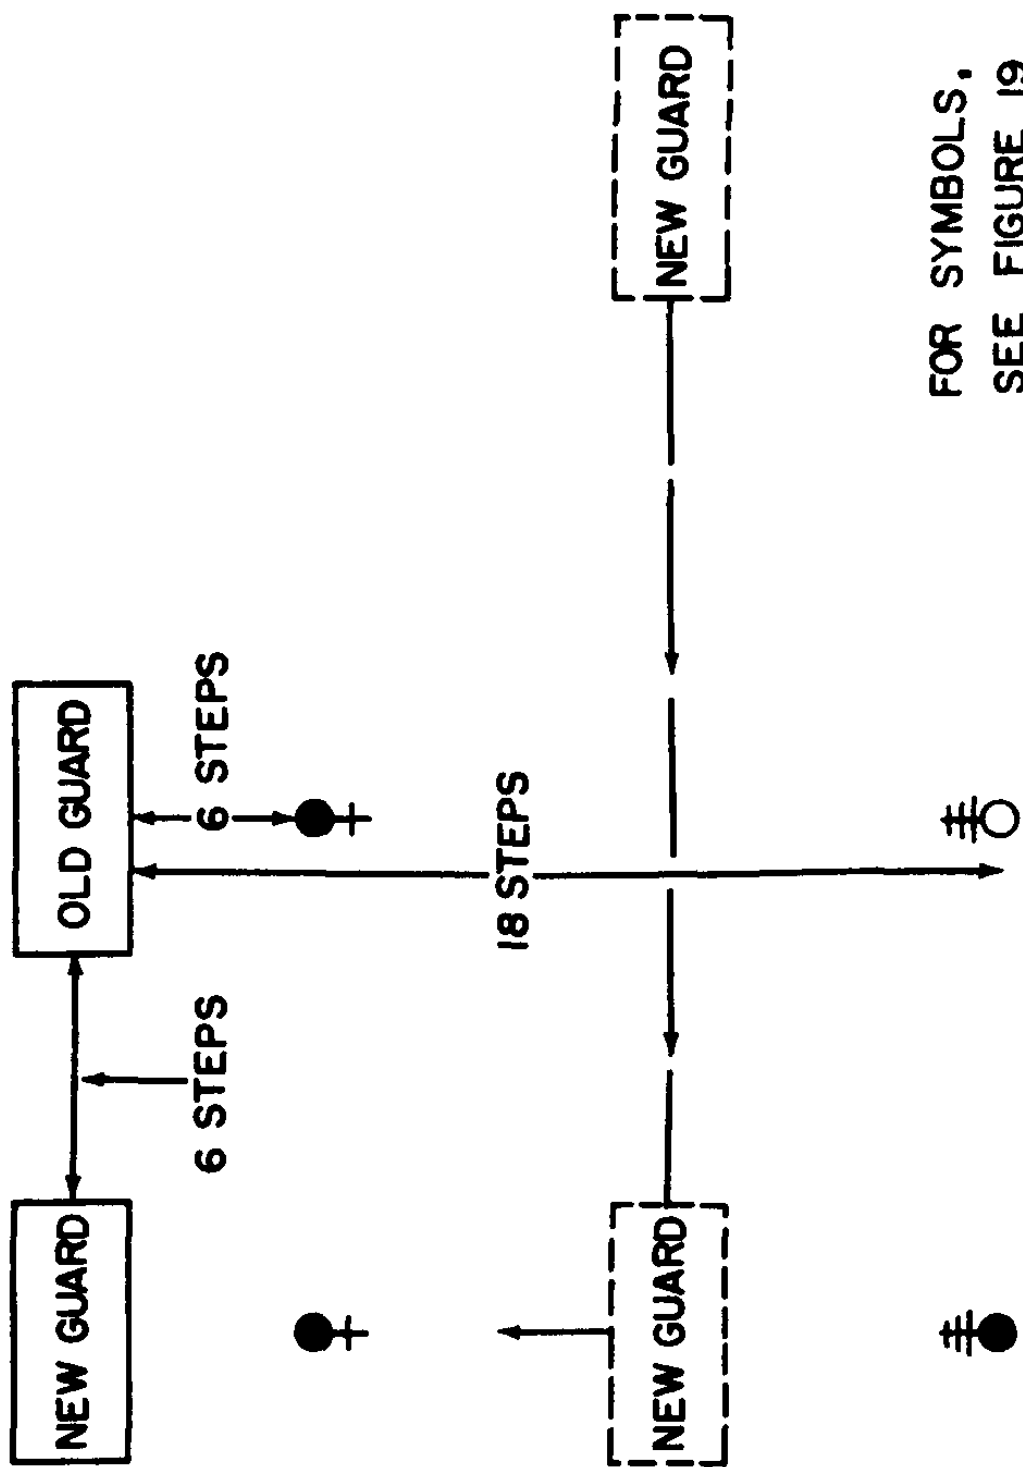 NEW GUARD
OLD GUARD
6 STEPS
6 STEPS
18 STEPS
NEW GUARD
NEW GUARD
FOR SYMBOLS,
SEE FIGURE 19